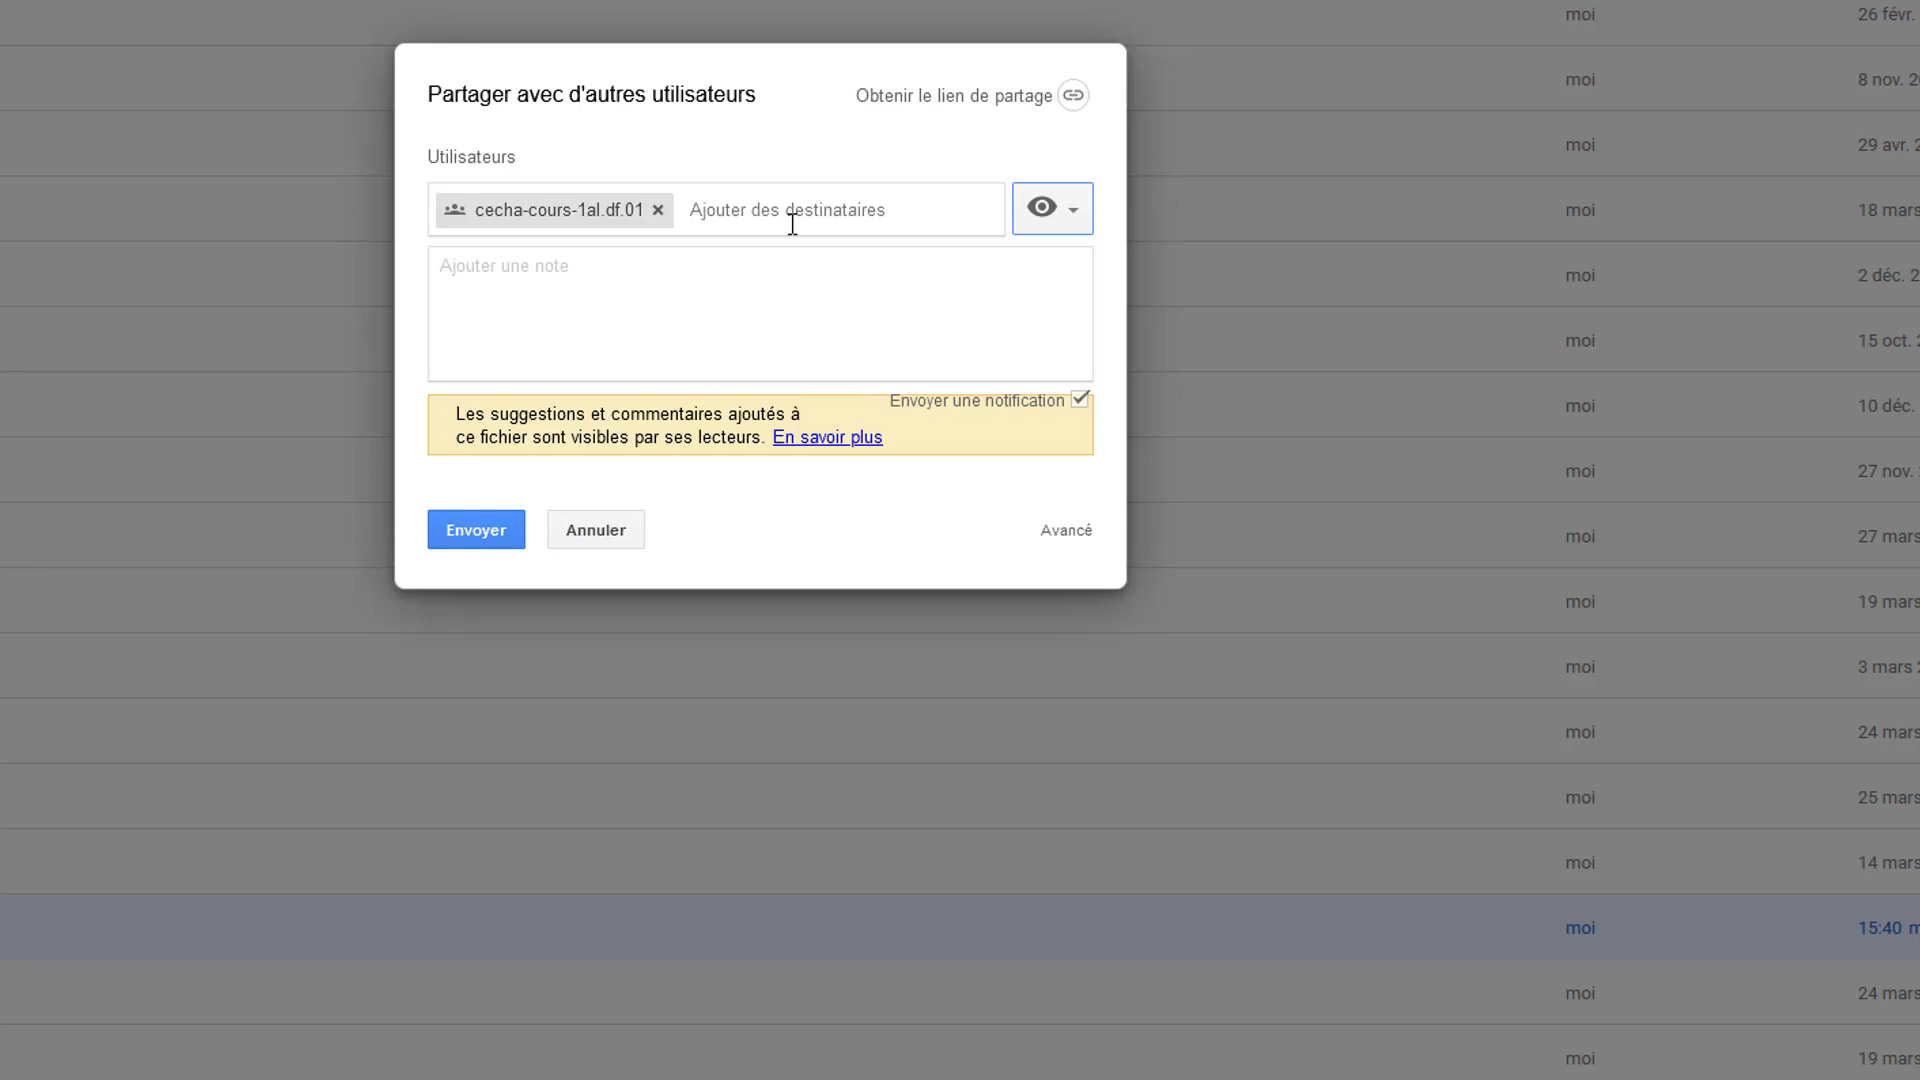 moi 26 févr.
Partager avec d'autres utilisateurs
Obtenir le lien de partage
moi 8 nov.
moi 29 avr.
Utilisateurs
cecha-cours-1al.df.01 × Ajouter des destinataires
moi 18 mars
Ajouter une note
moi 2 déc.
moi 15 oct.
Envoyer une notification
moi 10 déc.
Les suggestions et commentaires ajoutés à
ce fichier sont visibles par ses lecteurs. En savoir plus
moi 27 nov.
Envoyer Annuler Avancé
moi 27 mars
moi 19 mars
moi 3 mars
moi 24 mars
moi 25 mars
moi 14 mars
moi 15:40
moi 24 mars
moi 19 mars